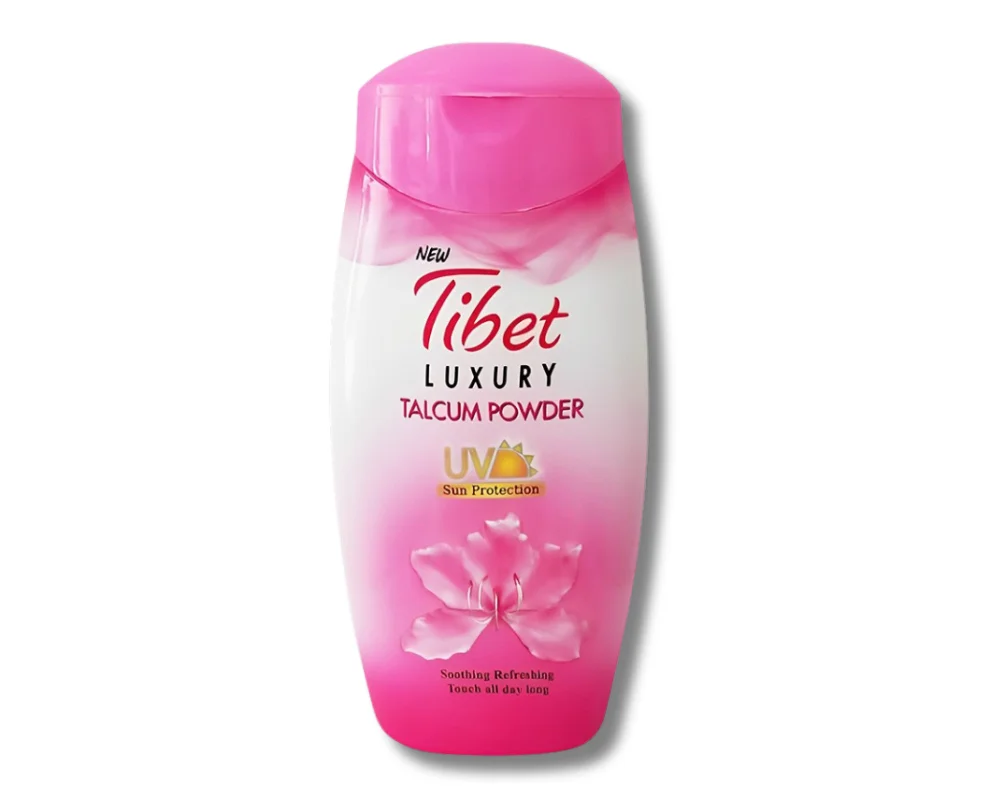 NEW
Tibet
LUXURY
TALCUM POWDER
UV
Sun Protection
Soothing Refreshing
Touch all day long